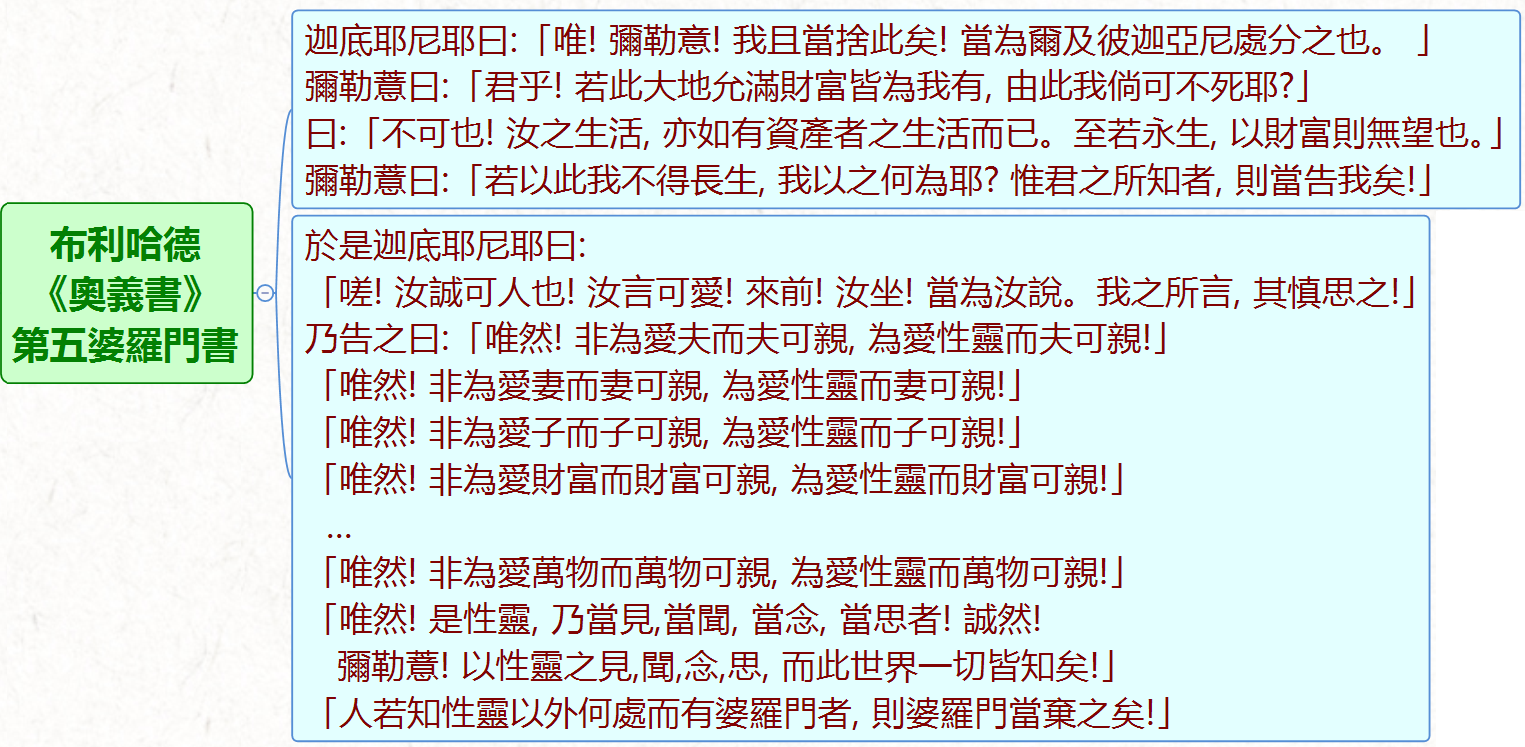 布利哈德
《奧義書》
第五婆羅門書
迦底耶尼耶曰:「唯! 彌勒意! 我且當捨此矣! 當為爾及彼迦亞尼處分之也。 」
彌勒薏曰:「君乎! 若此大地允滿財富皆為我有, 由此我倘可不死耶?」
曰:「不可也! 汝之生活, 亦如有資產者之生活而已。至若永生, 以財富則無望也。」
彌勒薏曰:「若以此我不得長生, 我以之何為耶? 惟君之所知者, 則當告我矣!」
於是迦底耶尼耶曰:
「嗟! 汝誠可人也! 汝言可愛! 來前! 汝坐! 當為汝說。我之所言, 其慎思之!」
乃告之曰:「唯然! 非為愛夫而夫可親, 為愛性靈而夫可親!」
「唯然! 非為愛妻而妻可親, 為愛性靈而妻可親!」
「唯然! 非為愛子而子可親, 為愛性靈而子可親!」
「唯然! 非為愛財富而財富可親, 為愛性靈而財富可親!」
...
「唯然! 非為愛萬物而萬物可親, 為愛性靈而萬物可親!」
「唯然! 是性靈, 乃當見,當聞, 當念, 當思者! 誠然!
彌勒薏! 以性靈之見,聞,念,思, 而此世界一切皆知矣!」
「人若知性靈以外何處而有婆羅門者, 則婆羅門當棄之矣!」